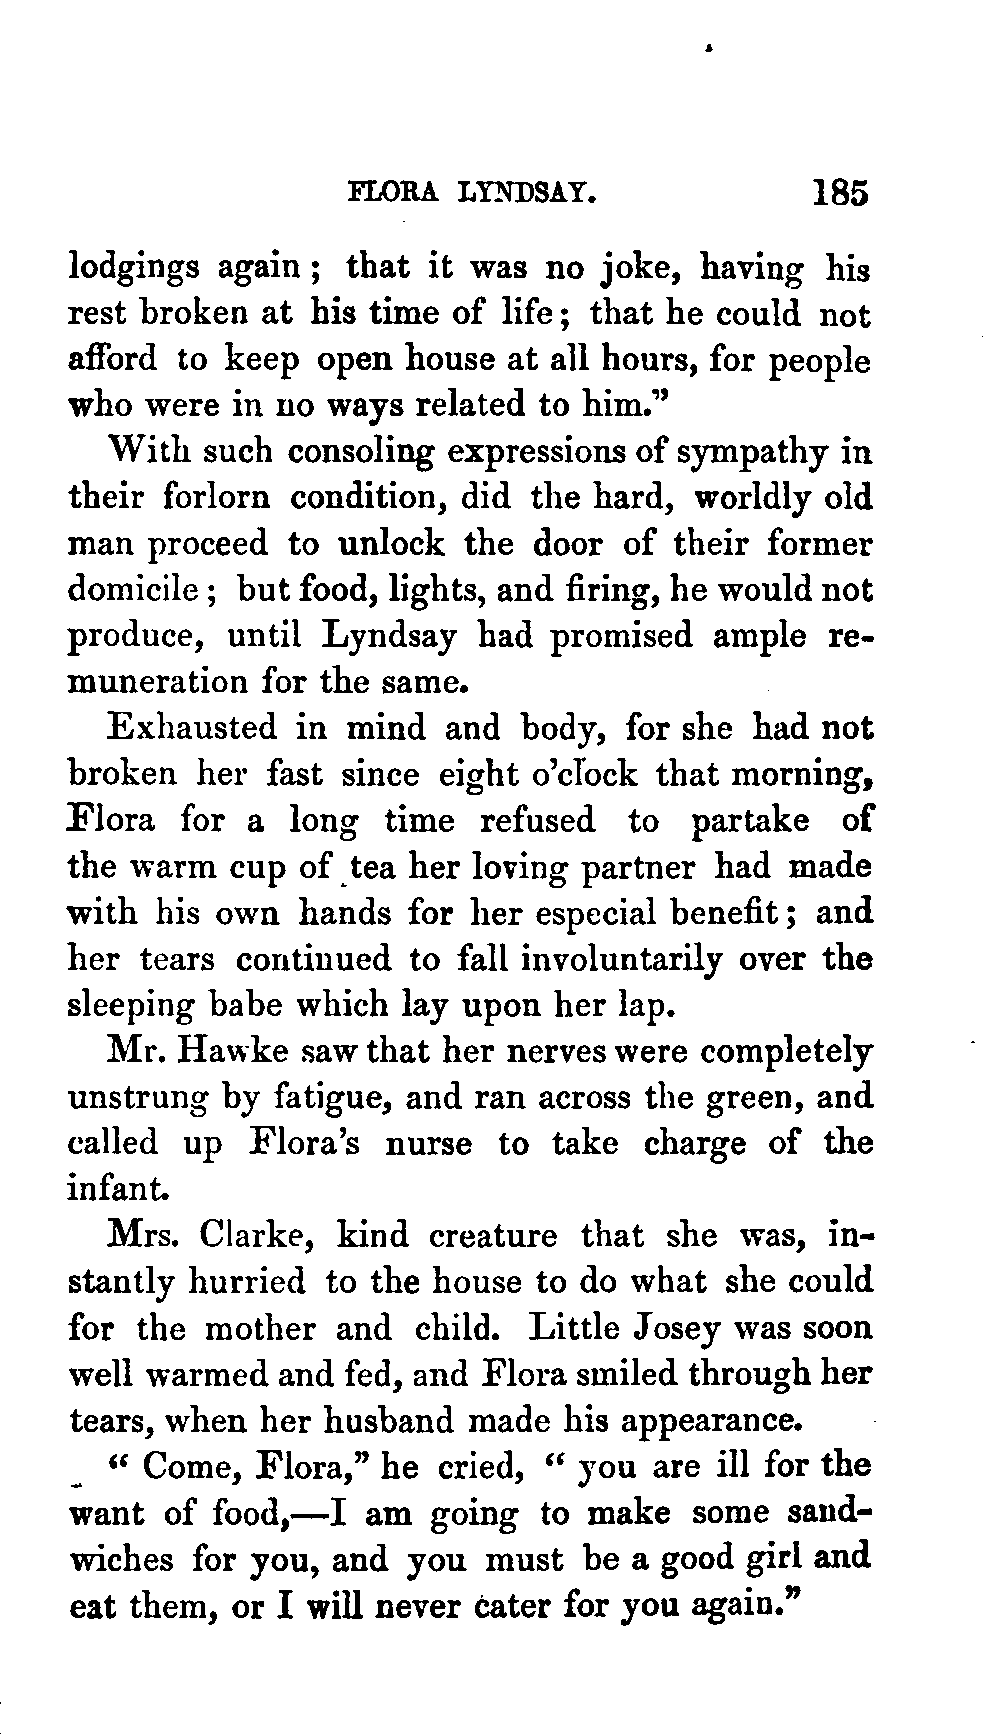 FLORA LYNDSAY. 185
lodgings again ; that it was no joke, having his
rest broken at his time of life ; that he could not
afford to keep open house at all hours, for people
who were in no ways related to him."
With such consoling expressions of sympathy in
their forlorn condition, did the hard, worldly old
man proceed to unlock the door of their former
domicile ; but food, lights, and firing, he would not
produce, until Lyndsay had promised ample re-
muneration for the same.
Exhausted in mind and body, for she had not
broken her fast since eight o'clock that morning,
Flora for a long time refused to partake of
the warm cup of tea her loving partner had made
with his own hands for her especial benefit ; and
her tears continued to fall involuntarily over the
sleeping babe which lay upon her lap.
Mr. Hawke saw that her nerves were completely
unstrung by fatigue, and ran across the green, and
called up Flora's nurse to take charge of the
infant.
Mrs. Clarke, kind creature that she was, in-
stantly hurried to the house to do what she could
for the mother and child. Little Josey was soon
well warmed and fed, and Flora smiled through her
tears, when her husband made his appearance.
" Come, Flora," he cried, " you are ill for the
want of food,—I am going to make some sand-
wiches for you, and you must be a good girl and
eat them, or I will never cater for you again."